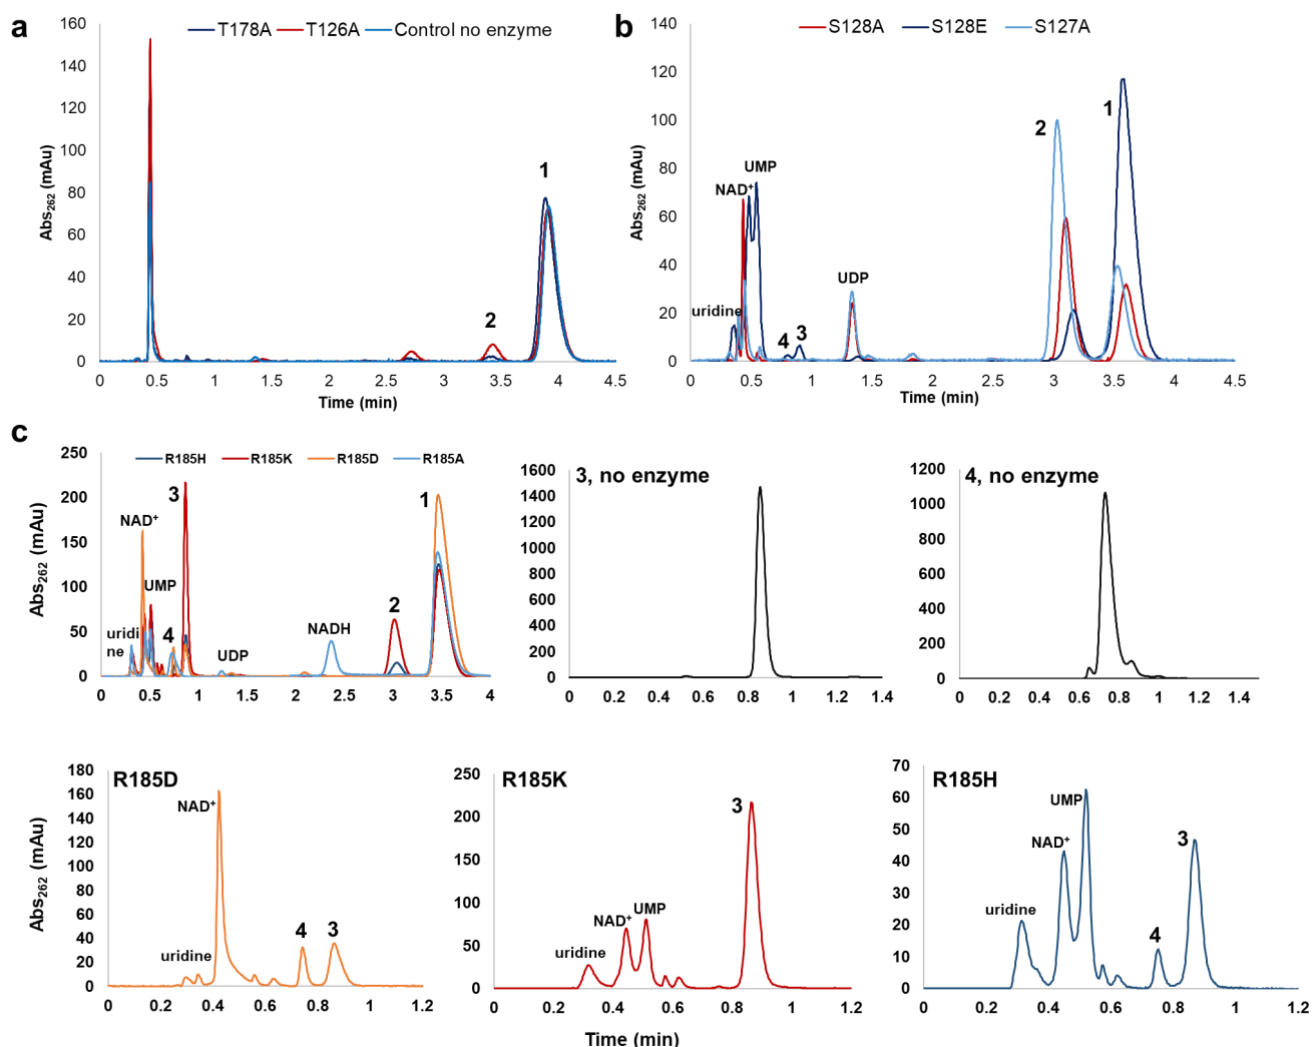 a
T178A T126A Control no enzyme
Abs262 (mAu)
160
140
120
100
80
60
40
20
0
1
2
0 0.5 1 1.5 2 2.5 3 3.5 4 4.5
Time (min)
b
S128A S128E S127A
Abs262 (mAu)
140
120
100
80
60
40
20
0
NAD+
UMP
uridine
4 3
UDP
2
1
0 0.5 1 1.5 2 2.5 3 3.5 4 4.5
Time (min)
c
R185H R185K R185D R185A
Abs262 (mAu)
250
200
150
100
50
0
NAD+
3
UMP
uridi
ne
4
UDP
NADH
2
1
0 0.5 1 1.5 2 2.5 3 3.5 4
3, no enzyme
1600
1400
1200
1000
800
600
400
200
0
0 0.2 0.4 0.6 0.8 1 1.2 1.4
4, no enzyme
1200
1000
800
600
400
200
0
0 0.2 0.4 0.6 0.8 1 1.2 1.4
R185D
Abs262 (mAu)
180
160
140
120
100
80
60
40
20
0
NAD+
uridine
4 3
0 0.2 0.4 0.6 0.8 1 1.2
R185K
250
200
150
100
50
0
uridine
NAD+
UMP
3
0 0.2 0.4 0.6 0.8 1 1.2
R185H
70
60
50
40
30
20
10
0
uridine
NAD+
UMP
4
3
0 0.2 0.4 0.6 0.8 1 1.2
Time (min)